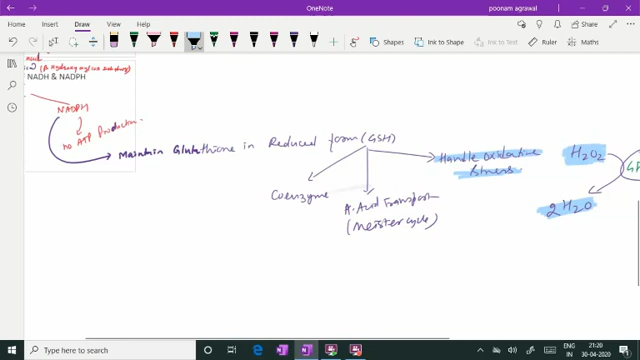 OneNote
poonam agrawal
Home Insert Draw View Help
Share
Shapes Ink to Shape Ink to Text Ruler Maths
NADH & NADPH
NADPH
NO ATP Production.
Maintain Glutathione in Reduced form (GSH)
Handle Oxidative
stress
H2O2
Coenzyme
A. Acid Transport
(Meister cycle)
2 H2O
Type here to search
ENG
IN
21:20
30-04-2020